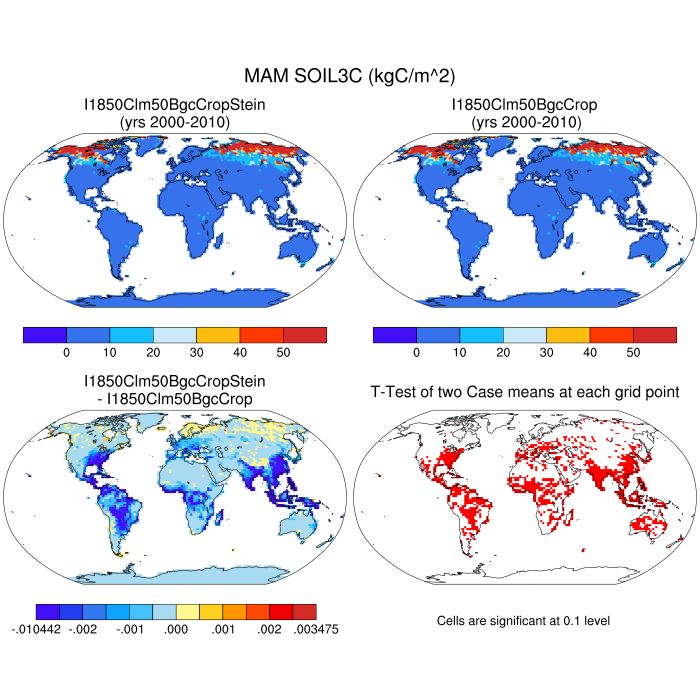 MAM SOIL3C (kgC/m^2)
I1850Clm50BgcCropStein
(yrs 2000-2010)
I1850Clm50BgcCrop
(yrs 2000-2010)
0 10 20 30 40 50
0 10 20 30 40 50
I1850Clm50BgcCropStein
- I1850Clm50BgcCrop
T-Test of two Case means at each grid point
-.010442 -.002 -.001 .000 .001 .002 .003475
Cells are significant at 0.1 level